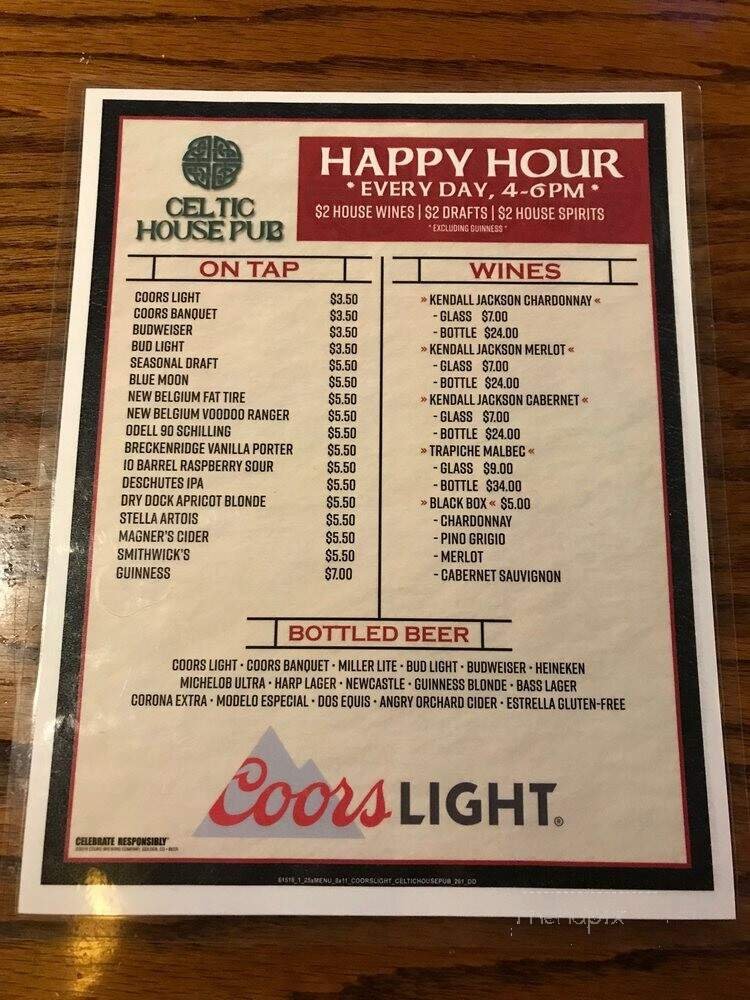 CELTIC
HOUSE PUB
HAPPY HOUR
* EVERY DAY, 4-6PM *
$2 HOUSE WINES | $2 DRAFTS | $2 HOUSE SPIRITS
* EXCLUDING GUINNESS *
ON TAP
COORS LIGHT $3.50
COORS BANQUET $3.50
BUDWEISER $3.50
BUD LIGHT $3.50
SEASONAL DRAFT $5.50
BLUE MOON $5.50
NEW BELGIUM FAT TIRE $5.50
NEW BELGIUM VOODOO RANGER $5.50
ODELL 90 SCHILLING $5.50
BRECKENRIDGE VANILLA PORTER $5.50
10 BARREL RASPBERRY SOUR $5.50
DESCHUTES IPA $5.50
DRY DOCK APRICOT BLONDE $5.50
STELLA ARTOIS $5.50
MAGNER'S CIDER $5.50
SMITHWICK'S $5.50
GUINNESS $7.00
WINES
» KENDALL JACKSON CHARDONNAY «
- GLASS $7.00
- BOTTLE $24.00
» KENDALL JACKSON MERLOT «
- GLASS $7.00
- BOTTLE $24.00
» KENDALL JACKSON CABERNET «
- GLASS $7.00
- BOTTLE $24.00
» TRAPICHE MALBEC «
- GLASS $9.00
- BOTTLE $34.00
» BLACK BOX « $5.00
- CHARDONNAY
- PINO GRIGIO
- MERLOT
- CABERNET SAUVIGNON
BOTTLED BEER
COORS LIGHT • COORS BANQUET • MILLER LITE • BUD LIGHT • BUDWEISER • HEINEKEN
MICHELOB ULTRA • HARP LAGER • NEWCASTLE • GUINNESS BLONDE • BASS LAGER
CORONA EXTRA • MODELO ESPECIAL • DOS EQUIS • ANGRY ORCHARD CIDER • ESTRELLA GLUTEN-FREE
Coors LIGHT®
CELEBRATE RESPONSIBLY®
COORS BREWING COMPANY, GOLDEN, CO • BEER
menupix